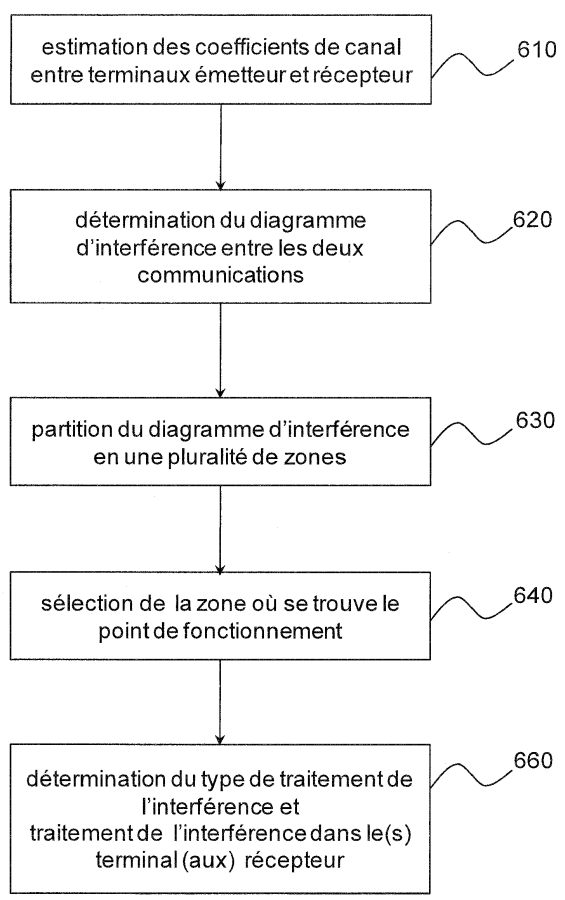 estimation des coefficients de canal
entre terminaux émetteur et récepteur
610
détermination du diagramme
d'interférence entre les deux
communications
620
partition du diagramme d'interférence
en une pluralité de zones
630
sélection de la zone où se trouve le
point de fonctionnement
640
détermination du type de traitement de
l'interférence et
traitement de l'interférence dans le(s)
terminal (aux) récepteur
660